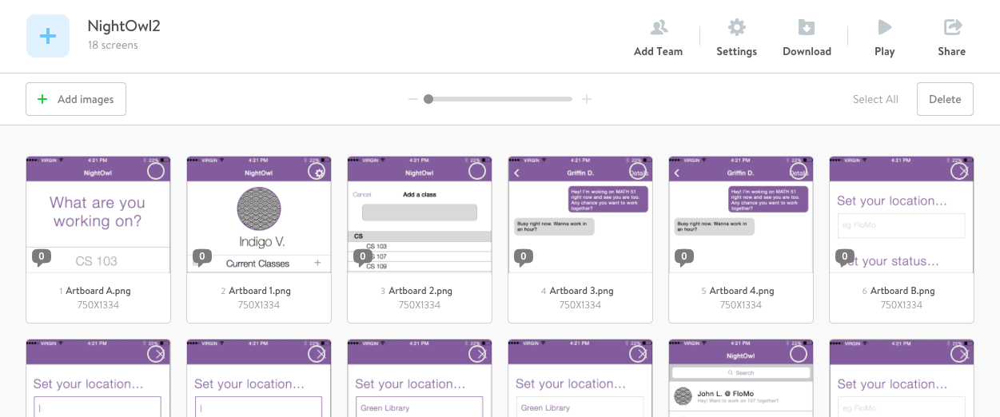 NightOwl2
18 screens
Add Team
Settings
Download
Play
Share
Add images
Select All
Delete
VIRGIN 4:21 PM 22%
NightOwl
What are you
working on?
0
CS 103
1 Artboard A.png
750X1334
VIRGIN 4:21 PM 22%
NightOwl
Indigo V.
0
Current Classes +
2 Artboard 1.png
750X1334
VIRGIN 4:21 PM 22%
NightOwl
Cancel Add a class
CS
CS 103
0
CS 107
CS 109
3 Artboard 2.png
750X1334
VIRGIN 4:21 PM 22%
Griffin D. Details
Hey! I'm woking on MATH 51
right now and see you are too.
Any chance you want to work
together?
Busy right now. Wanna work in
an hour?
0
4 Artboard 3.png
750X1334
VIRGIN 4:21 PM 22%
Griffin D. Details
Hey! I'm woking on MATH 51
right now and see you are too.
Any chance you want to work
together?
Busy right now. Wanna work in
an hour?
0
5 Artboard 4.png
750X1334
VIRGIN 4:21 PM 22%
Set your location...
eg FloMo
0
Set your status...
6 Artboard B.png
750X1334
VIRGIN 4:21 PM 22%
Set your location...
VIRGIN 4:21 PM 22%
Set your location...
VIRGIN 4:21 PM 22%
Set your location...
Green Library
VIRGIN 4:21 PM 22%
Set your location...
Green Library
VIRGIN 4:21 PM 22%
NightOwl
Search
John L. @ FloMo
Hey! Want to work on 107 together?
VIRGIN 4:21 PM 22%
Set your location...
eg FloMo